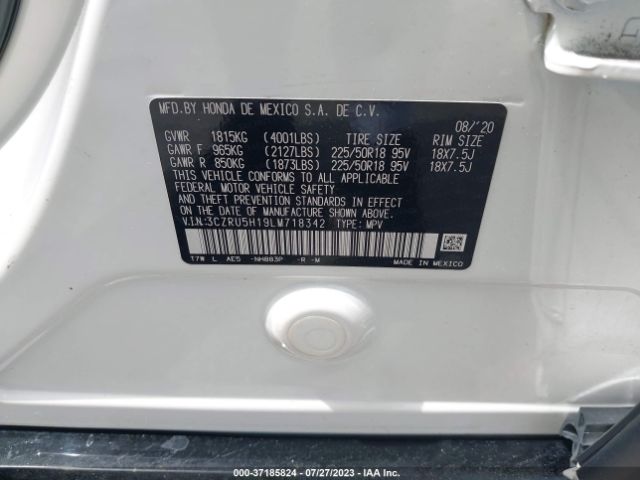 MFD.BY HONDA DE MEXICO S.A. DE C.V.
08/'20
GVWR 1815KG (4001LBS) TIRE SIZE RIM SIZE
GAWR F 965KG (2127LBS) 225/50R18 95V 18X7.5J
GAWR R 850KG (1873LBS) 225/50R18 95V 18X7.5J
THIS VEHICLE CONFORMS TO ALL APPLICABLE
FEDERAL MOTOR VEHICLE SAFETY
AND THEFT PREVENTION STANDARDS IN EFFECT ON
THE DATE OF MANUFACTURE SHOWN ABOVE.
V.I.N:3CZRU5H19LM718342 TYPE: MPV
T7W L AE5 -NH883P -R -M MADE IN MEXICO
000-37185824 | 07/27/2023 | © IAA, Inc.